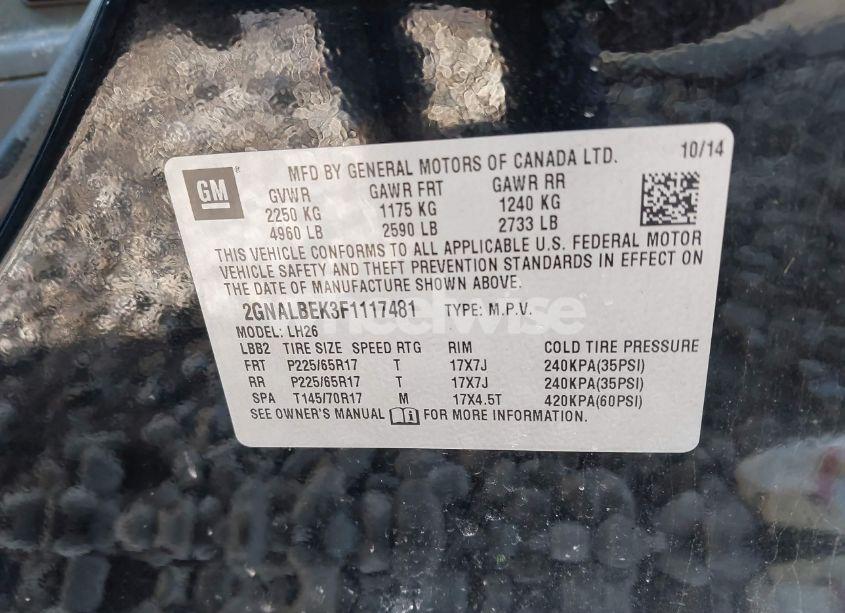 GM
MFD BY GENERAL MOTORS OF CANADA LTD. 10/14
GVWR GAWR FRT GAWR RR
2250 KG 1175 KG 1240 KG
4960 LB 2590 LB 2733 LB
THIS VEHICLE CONFORMS TO ALL APPLICABLE U.S. FEDERAL MOTOR
VEHICLE SAFETY AND THEFT PREVENTION STANDARDS IN EFFECT ON
THE DATE OF MANUFACTURE SHOWN ABOVE.
2GNALBEK3F1117481 TYPE: M.P.V.
MODEL: LH26
LBB2 TIRE SIZE SPEED RTG RIM COLD TIRE PRESSURE
FRT P225/65R17 T 17X7J 240KPA(35PSI)
RR P225/65R17 T 17X7J 240KPA(35PSI)
SPA T145/70R17 M 17X4.5T 420KPA(60PSI)
SEE OWNER'S MANUAL FOR MORE INFORMATION.